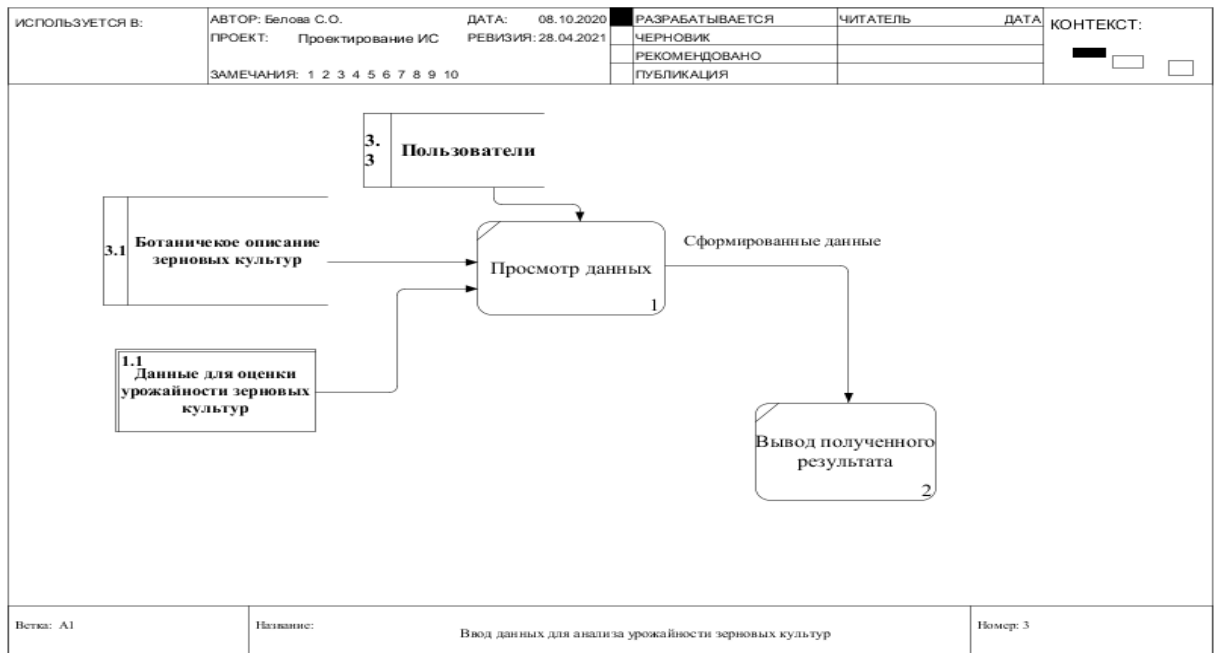 ИСПОЛЬЗУЕТСЯ В:
АВТОР: Белова С.О.
ДАТА: 08.10.2020
ПРОЕКТ: Проектирование ИС
РЕВИЗИЯ: 28.04.2021
ЗАМЕЧАНИЯ: 1 2 3 4 5 6 7 8 9 10
РАЗРАБАТЫВАЕТСЯ
ЧЕРНОВИК
РЕКОМЕНДОВАНО
ПУБЛИКАЦИЯ
ЧИТАТЕЛЬ ДАТА
КОНТЕКСТ:
3.
3
Пользователи
3.1
Ботаничекое описание
зерновых культур
Просмотр данных
1
Сформированные данные
1.1
Данные для оценки
урожайности зерновых
культур
Вывод полученного
результата
2
Ветка: A1
Название:
Ввод данных для анализа урожайности зерновых культур
Номер: 3